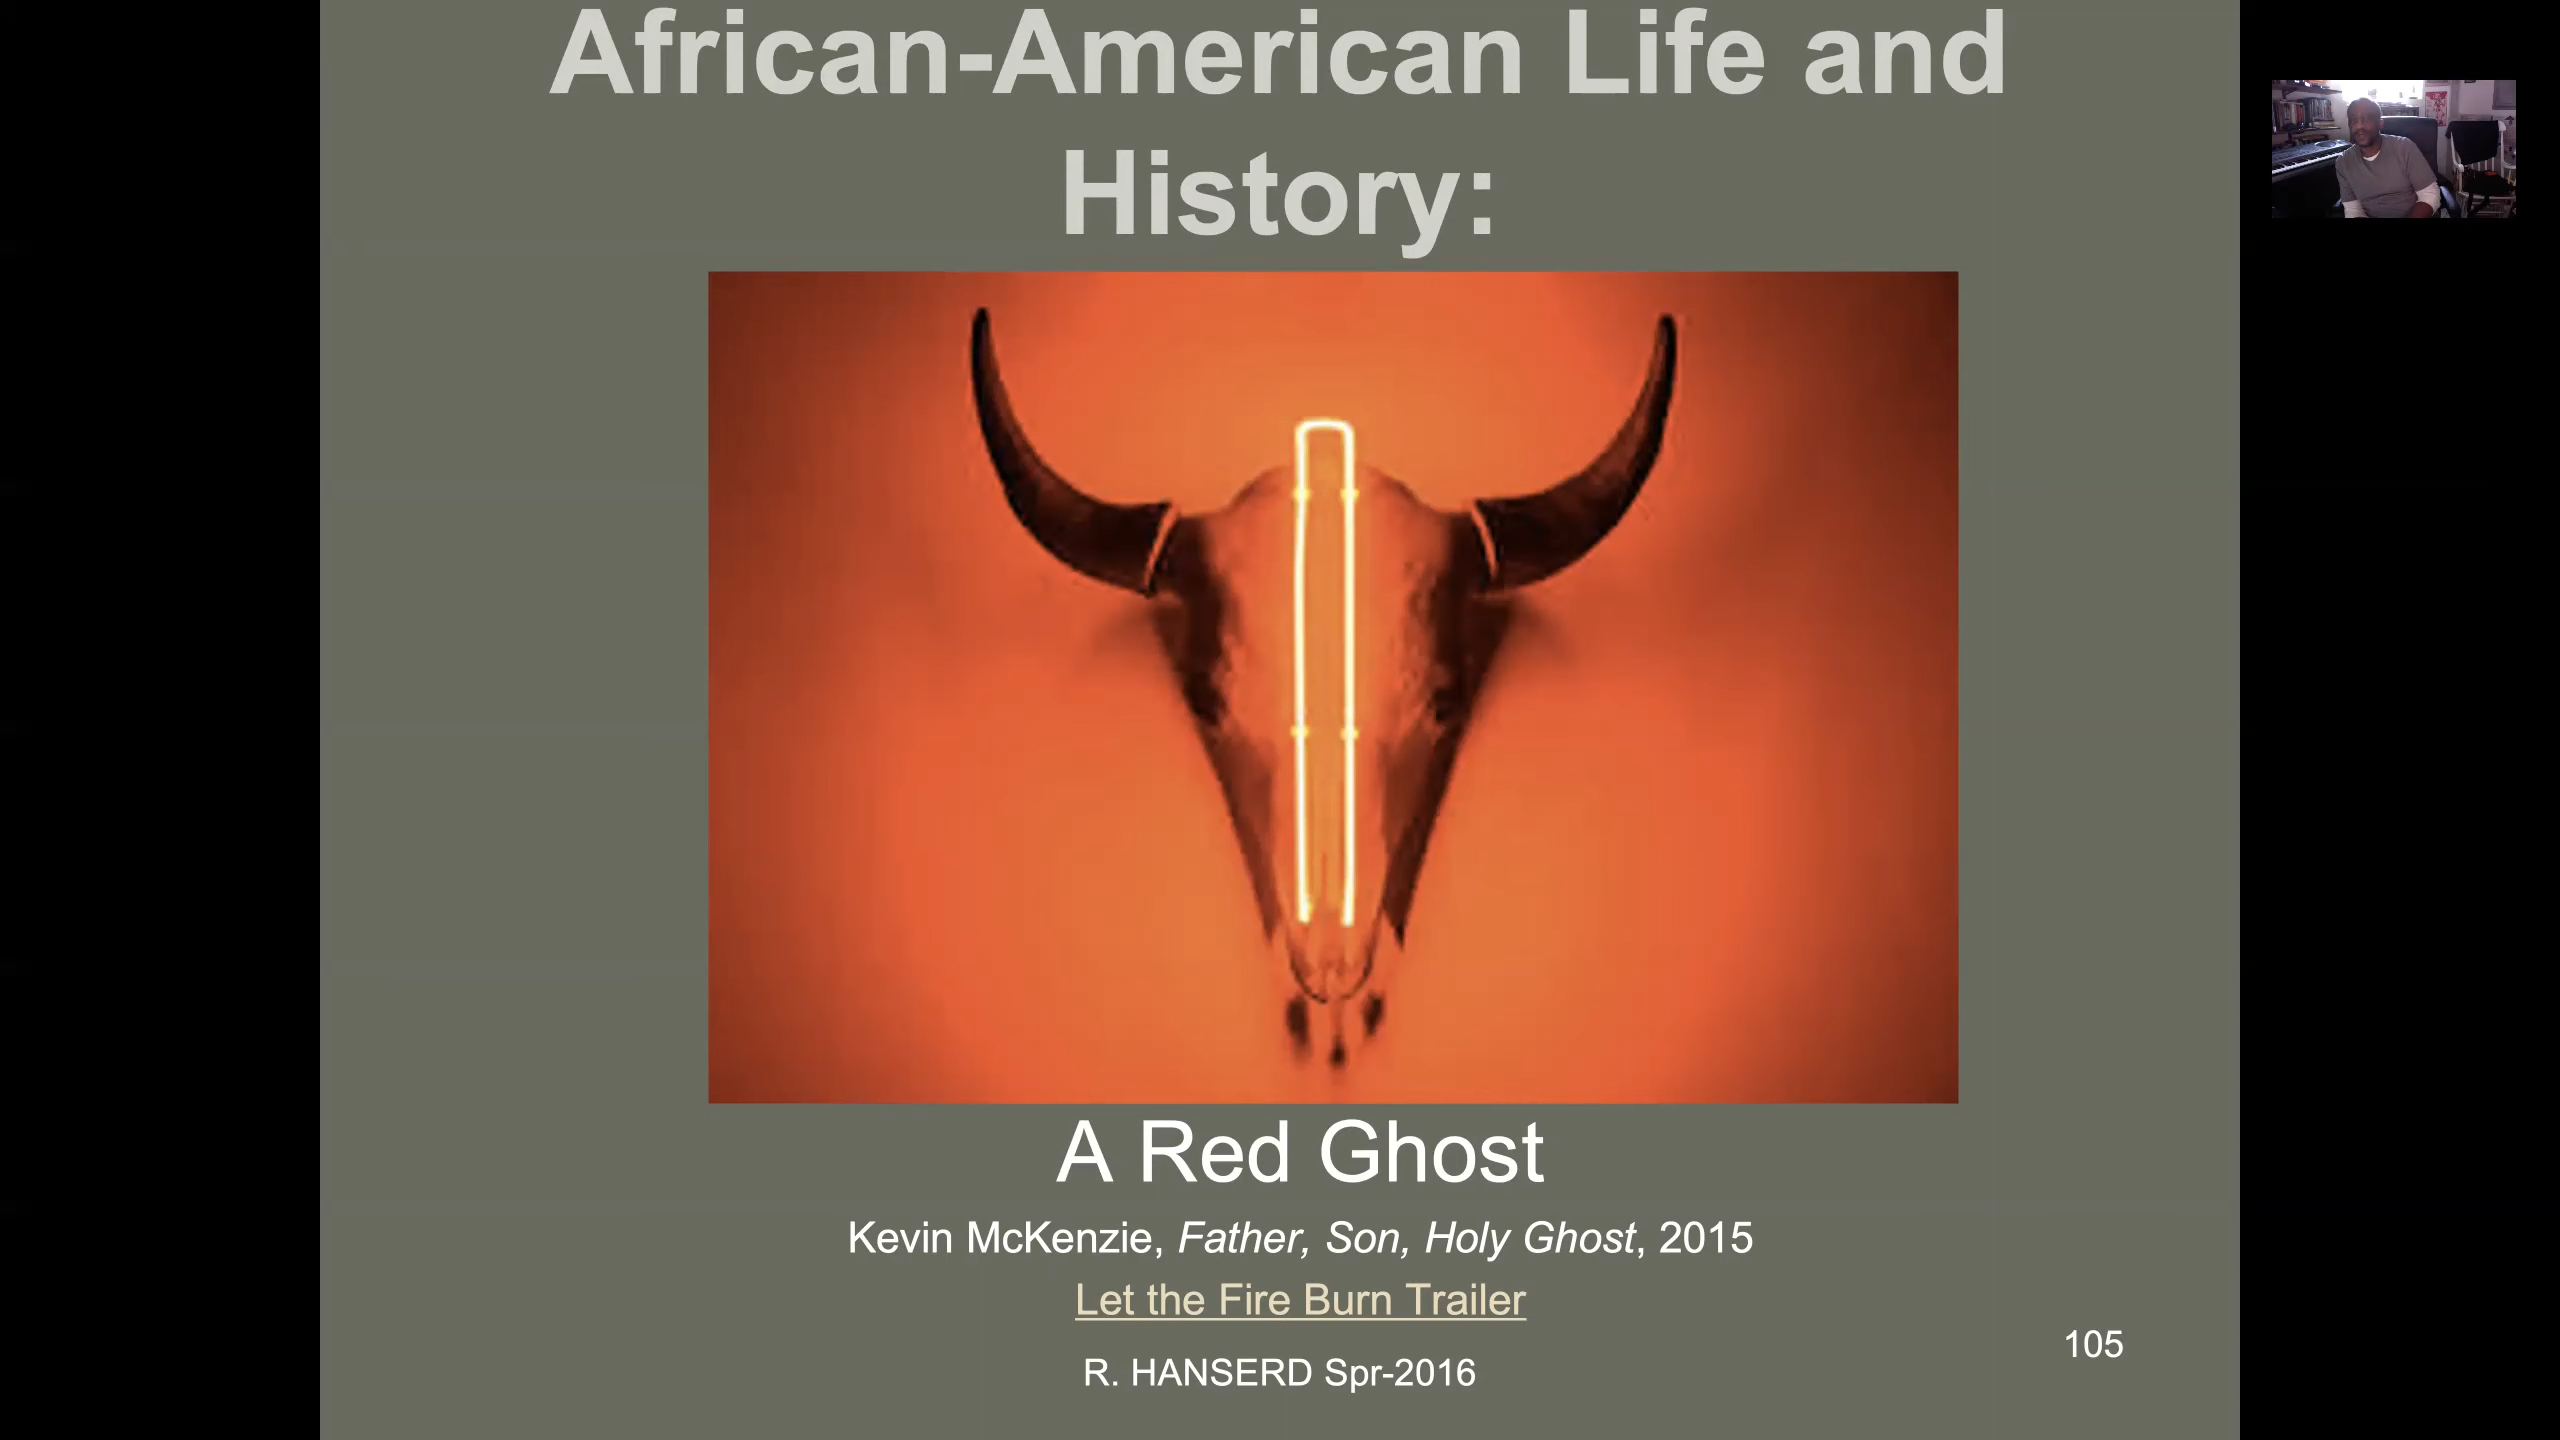 African-American Life and
History:
A Red Ghost
Kevin McKenzie, Father, Son, Holy Ghost, 2015
Let the Fire Burn Trailer
105
R. HANSERD Spr-2016